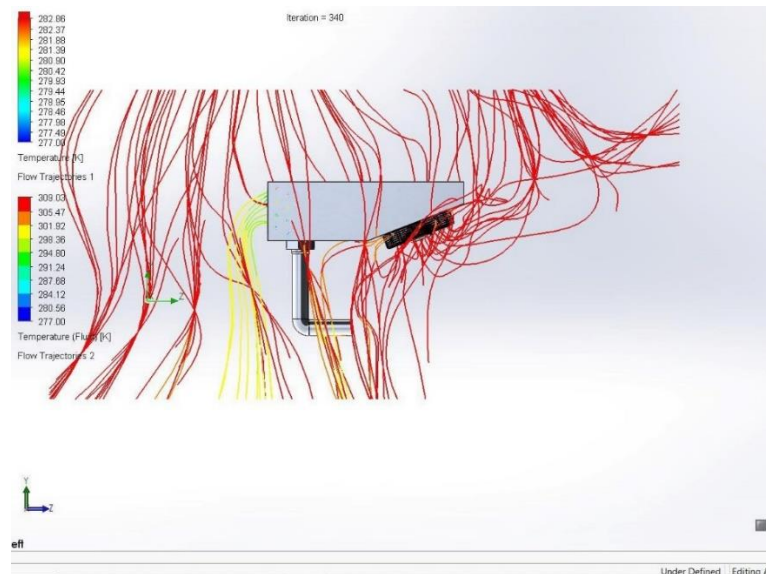 282.86
282.37
281.88
281.39
280.90
280.42
279.93
279.44
278.95
278.46
277.98
277.49
277.00
Temperature [K]
Flow Trajectories 1
309.03
305.47
301.92
298.36
294.80
291.24
287.68
284.12
280.56
277.00
Temperature (Fluid) [K]
Flow Trajectories 2
Iteration = 340
Z
Y
Z
eft
Under Defined
Editing A